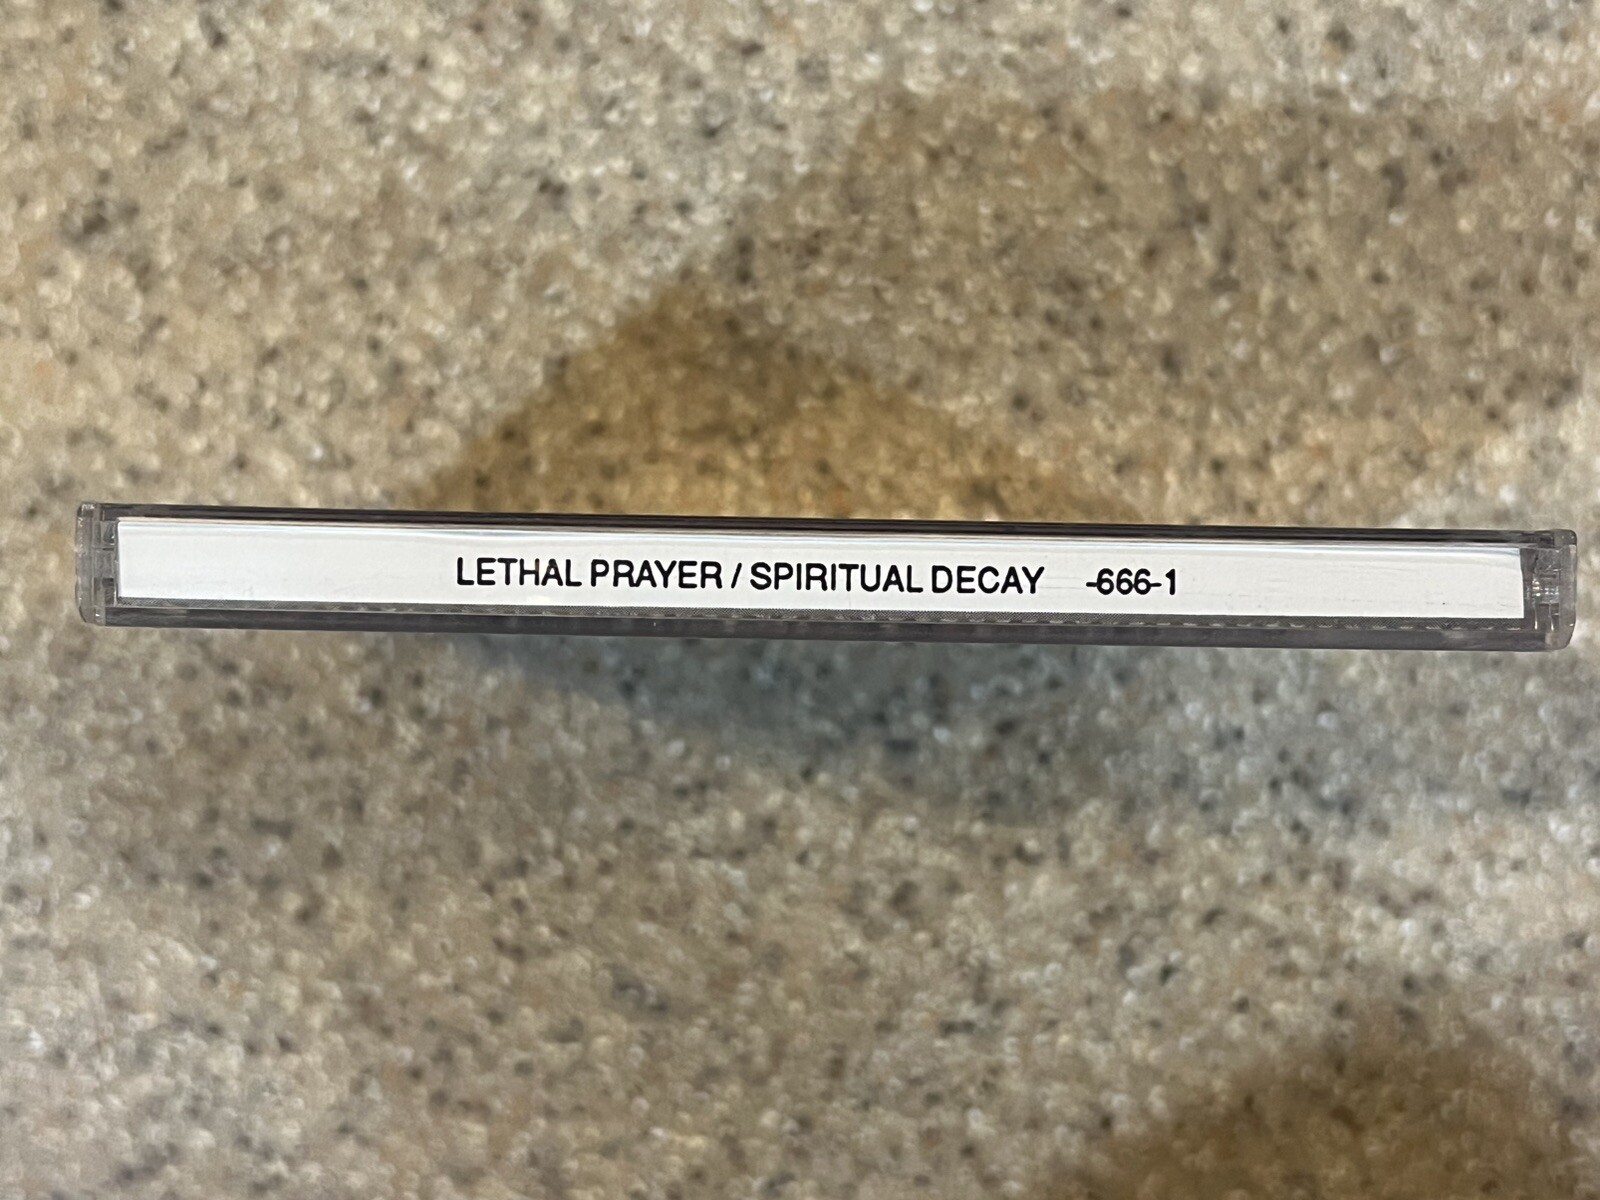 LETHAL PRAYER / SPIRITUAL DECAY -666-1